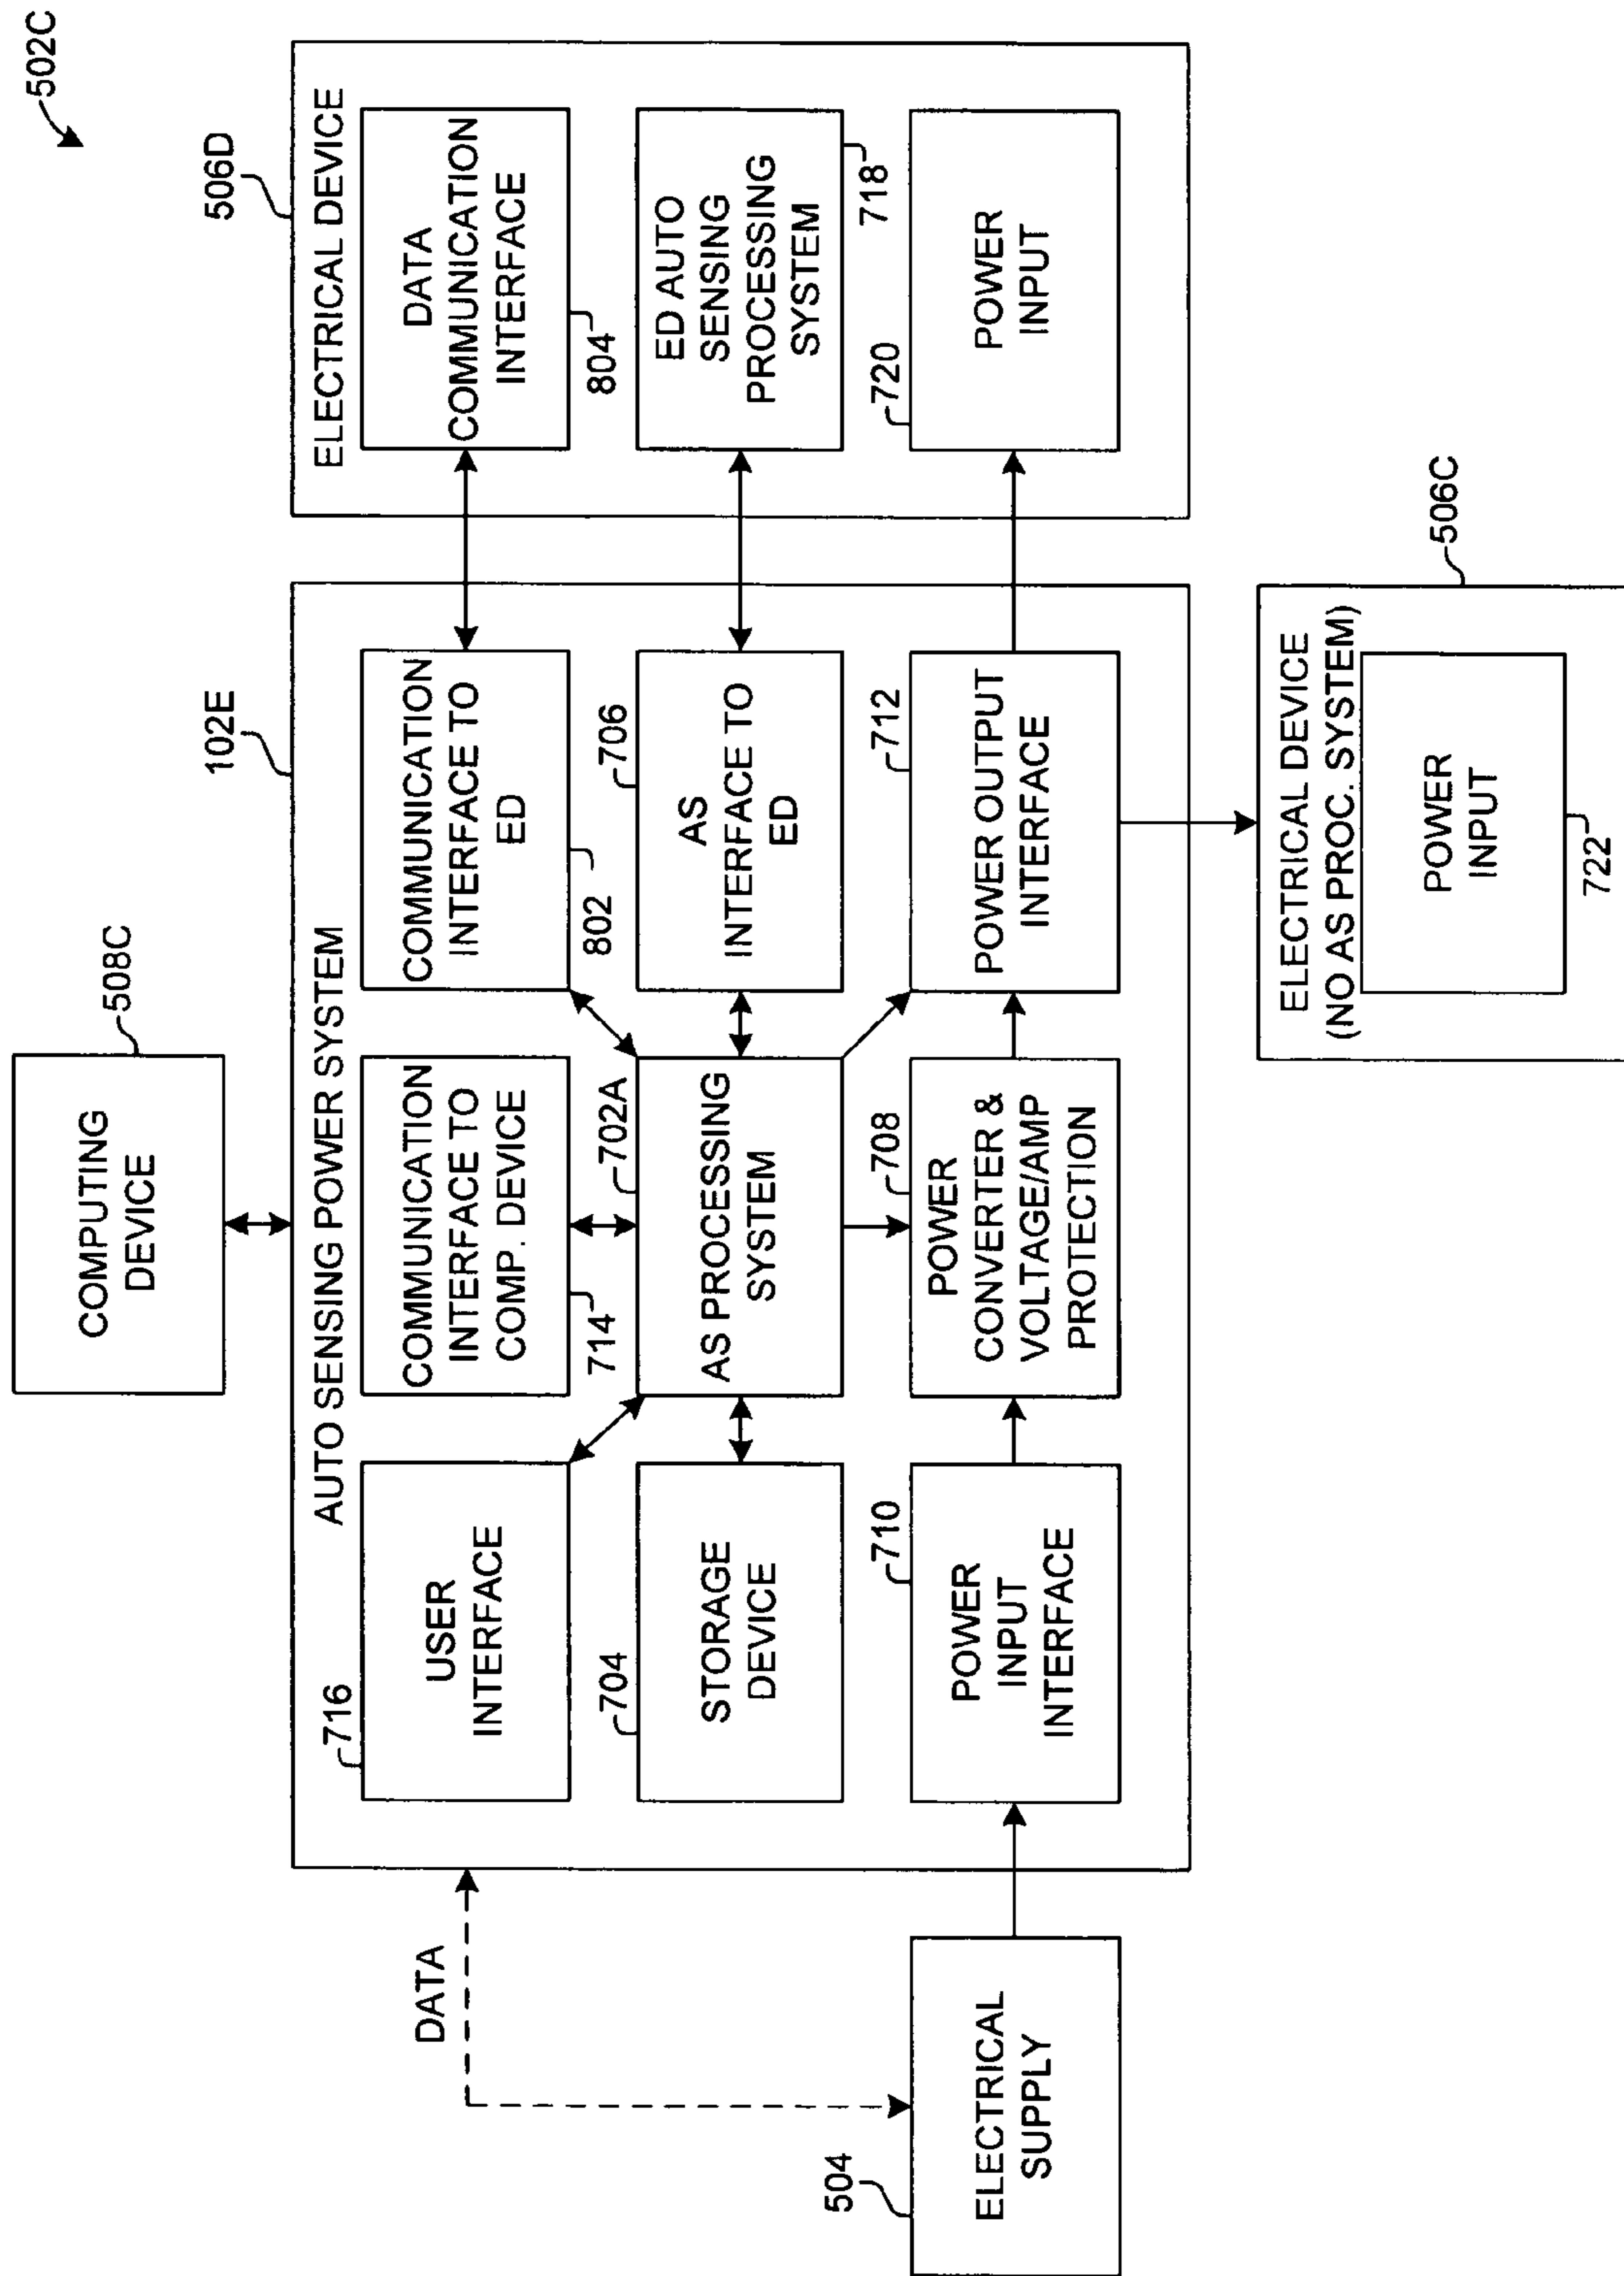 502C
508C
COMPUTING
DEVICE
102E
AUTO SENSING POWER SYSTEM
716
USER
INTERFACE
COMMUNICATION
INTERFACE TO
COMP. DEVICE
714
COMMUNICATION
INTERFACE TO
ED
802
704
STORAGE
DEVICE
702A
AS PROCESSING
SYSTEM
706
AS
INTERFACE TO
ED
710
POWER
INPUT
INTERFACE
708
POWER
CONVERTER &
VOLTAGE/AMP
PROTECTION
712
POWER OUTPUT
INTERFACE
506D
ELECTRICAL DEVICE
DATA
COMMUNICATION
INTERFACE
804
ED AUTO
SENSING
PROCESSING
SYSTEM
718
720
POWER
INPUT
DATA
504
ELECTRICAL
SUPPLY
506C
ELECTRICAL DEVICE
(NO AS PROC. SYSTEM)
POWER
INPUT
722